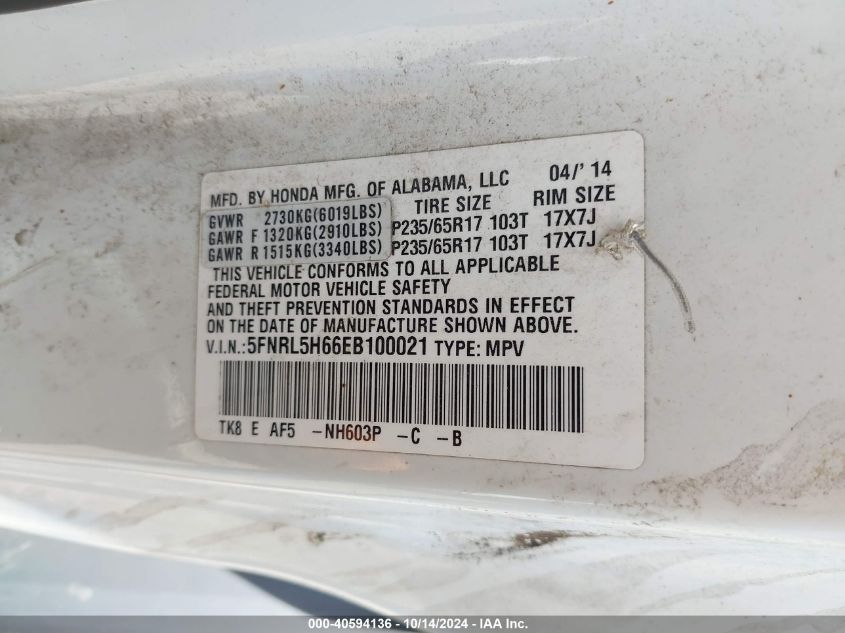 MFD. BY HONDA MFG. OF ALABAMA, LLC 04/'14
TIRE SIZE RIM SIZE
GVWR 2730KG(6019LBS)
GAWR F 1320KG(2910LBS) P235/65R17 103T 17X7J
GAWR R 1515KG(3340LBS) P235/65R17 103T 17X7J
THIS VEHICLE CONFORMS TO ALL APPLICABLE
FEDERAL MOTOR VEHICLE SAFETY
AND THEFT PREVENTION STANDARDS IN EFFECT
ON THE DATE OF MANUFACTURE SHOWN ABOVE.
V.I.N.:5FNRL5H66EB100021 TYPE: MPV
TK8 E AF5 -NH603P -C -B
000-40594136 - 10/14/2024 - IAA Inc.